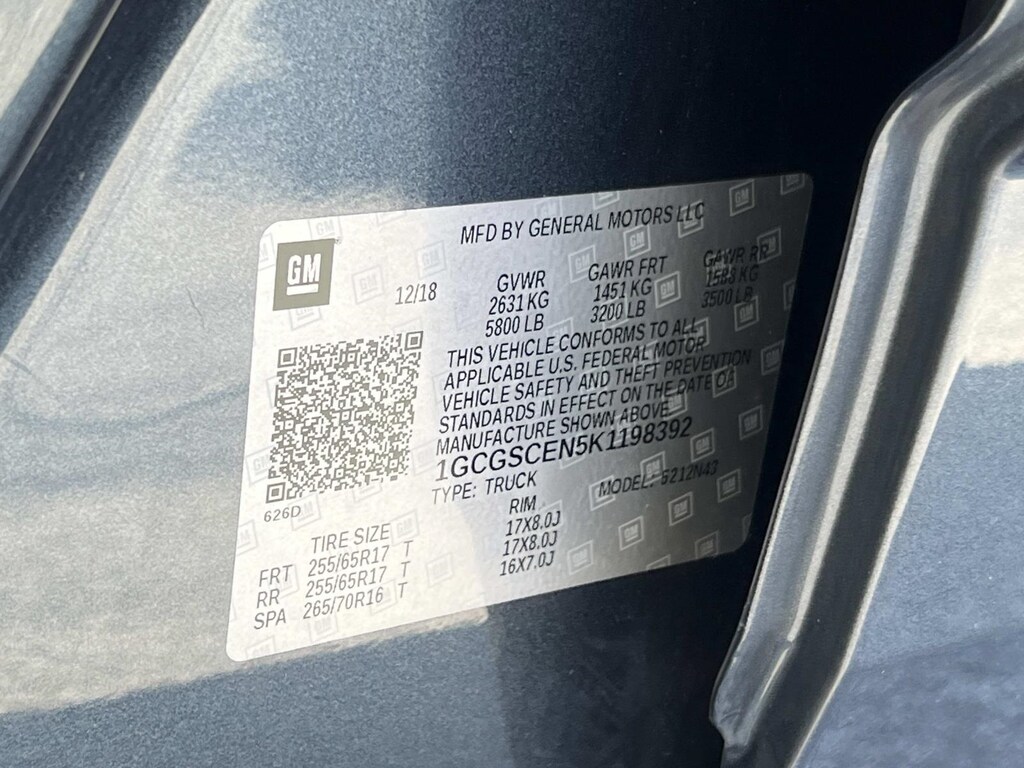 GM
MFD BY GENERAL MOTORS LLC
12/18
GVWR GAWR FRT GAWR RR
2631 KG 1451 KG 1588 KG
5800 LB 3200 LB 3500 LB
THIS VEHICLE CONFORMS TO ALL
APPLICABLE U.S. FEDERAL MOTOR
VEHICLE SAFETY AND THEFT PREVENTION
STANDARDS IN EFFECT ON THE DATE OF
MANUFACTURE SHOWN ABOVE
1GCGSCEN5K1198392
TYPE: TRUCK MODEL:
626D
TIRE SIZE RIM
FRT 255/65R17 T 17X8.0J
RR 255/65R17 T 17X8.0J
SPA 265/70R16 T 16X7.0J